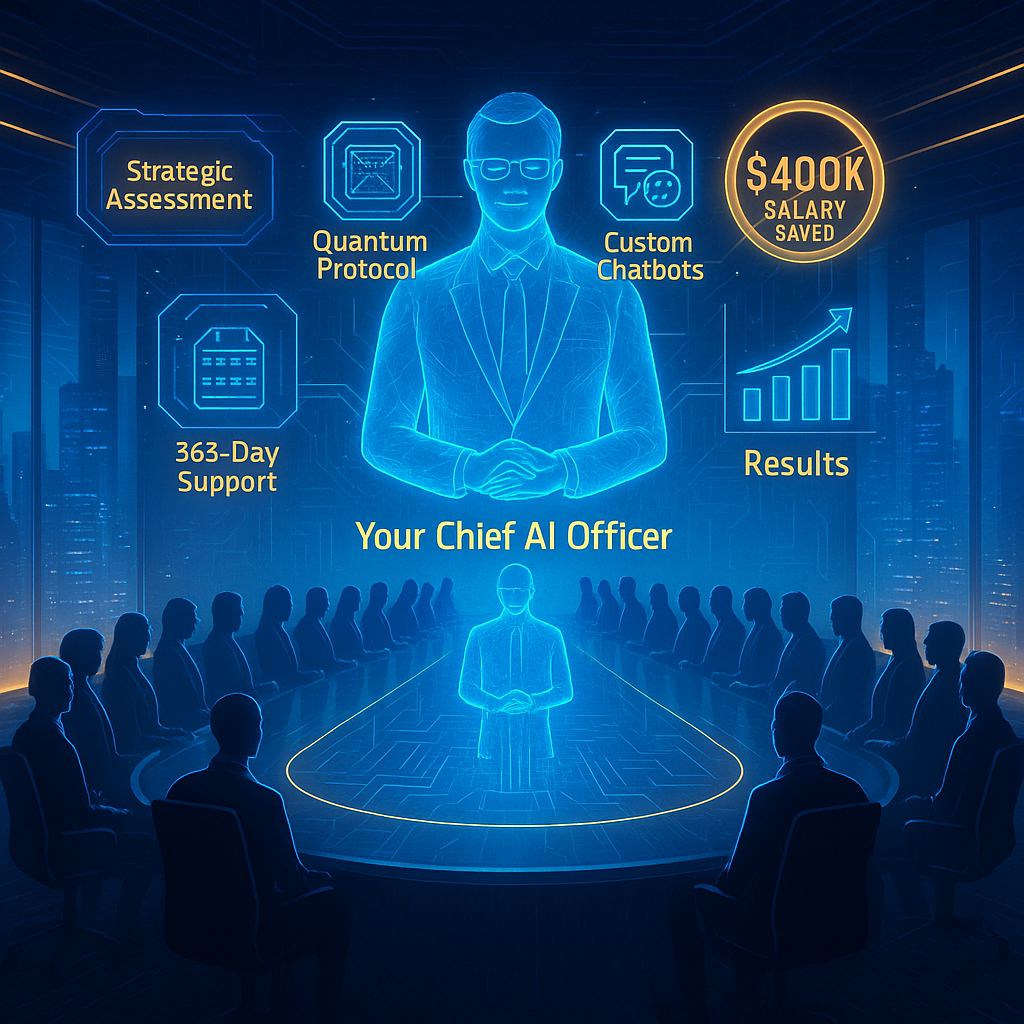 Strategic
Assessment
Quantum
Protocol
Custom
Chatbots
$400K
SALARY
SAVED
363-Day
Support
Results
Your Chief AI Officer